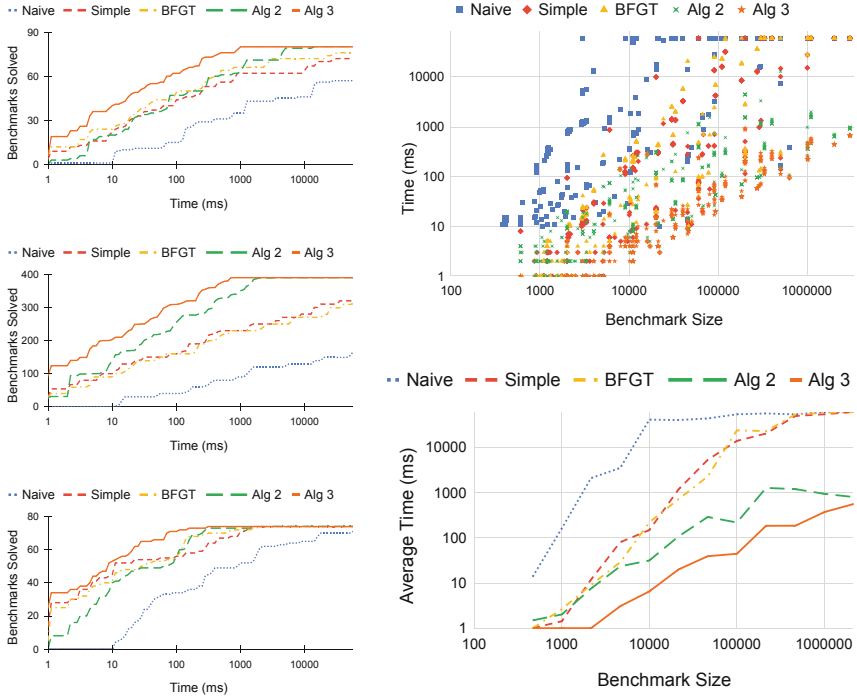 Naive Simple BFGT Alg 2 Alg 3
90
60
30
0
Benchmarks Solved
1 10 100 1000 10000
Time (ms)
Naive Simple BFGT Alg 2 Alg 3
400
300
200
100
0
Benchmarks Solved
1 10 100 1000 10000
Time (ms)
Naive Simple BFGT Alg 2 Alg 3
80
60
40
20
0
Benchmarks Solved
1 10 100 1000 10000
Time (ms)
Naive Simple BFGT Alg 2 Alg 3
10000
1000
100
10
1
Time (ms)
100 1000 10000 100000 1000000
Benchmark Size
Naive Simple BFGT Alg 2 Alg 3
10000
1000
100
10
1
Average Time (ms)
100 1000 10000 100000 1000000
Benchmark Size